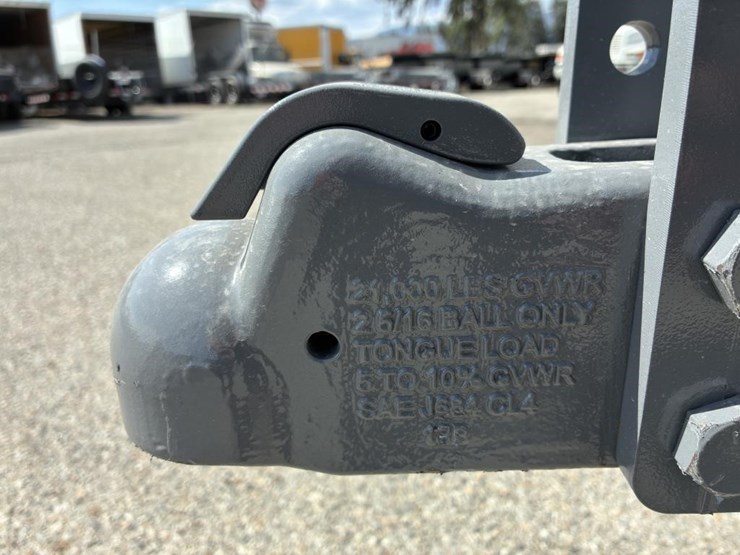 21,000 LBS GVWR
2 5/16 BALL ONLY
TONGUE LOAD
5 TO 10% GVWR
SAE J684 CL4